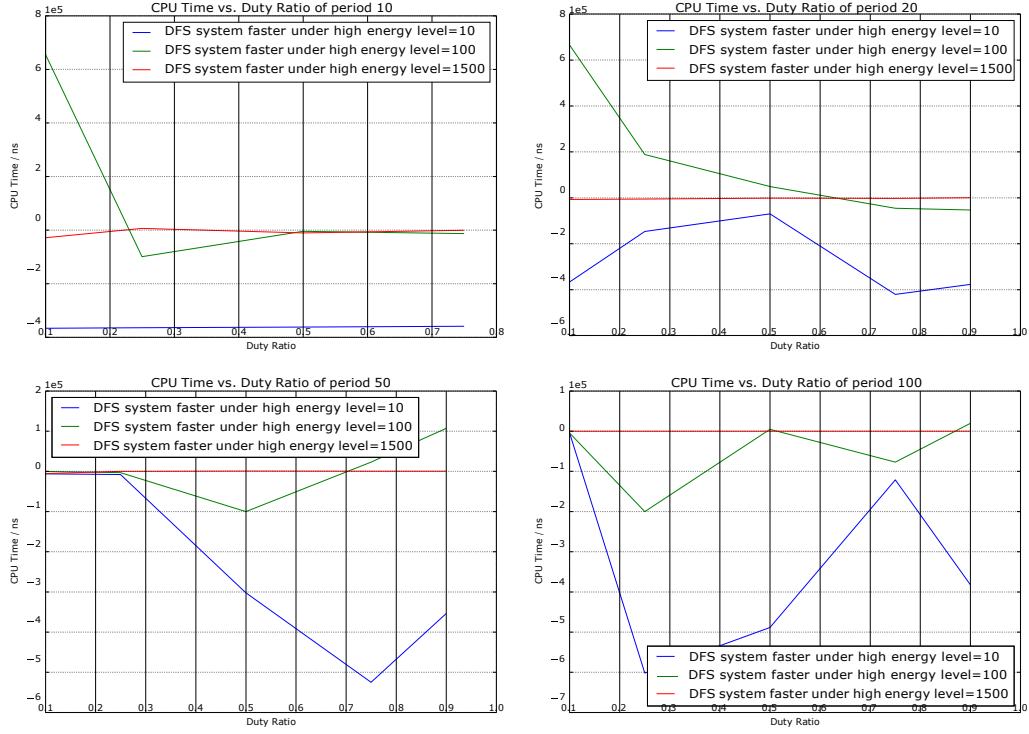 CPU Time vs. Duty Ratio of period 10
1e5
DFS system faster under high energy level=10
DFS system faster under high energy level=100
DFS system faster under high energy level=1500
CPU Time / ns
8
6
4
2
0
−2
−4
0.1 0.2 0.3 0.4 0.5 0.6 0.7 0.8
Duty Ratio
CPU Time vs. Duty Ratio of period 20
1e5
DFS system faster under high energy level=10
DFS system faster under high energy level=100
DFS system faster under high energy level=1500
CPU Time / ns
8
6
4
2
0
−2
−4
−6
0.1 0.2 0.3 0.4 0.5 0.6 0.7 0.8 0.9 1.0
Duty Ratio
CPU Time vs. Duty Ratio of period 50
1e5
DFS system faster under high energy level=10
DFS system faster under high energy level=100
DFS system faster under high energy level=1500
CPU Time / ns
2
1
0
−1
−2
−3
−4
−5
−6
0.1 0.2 0.3 0.4 0.5 0.6 0.7 0.8 0.9 1.0
Duty Ratio
CPU Time vs. Duty Ratio of period 100
1e5
CPU Time / ns
1
0
−1
−2
−3
−4
−5
−6
−7
DFS system faster under high energy level=10
DFS system faster under high energy level=100
DFS system faster under high energy level=1500
0.1 0.2 0.3 0.4 0.5 0.6 0.7 0.8 0.9 1.0
Duty Ratio